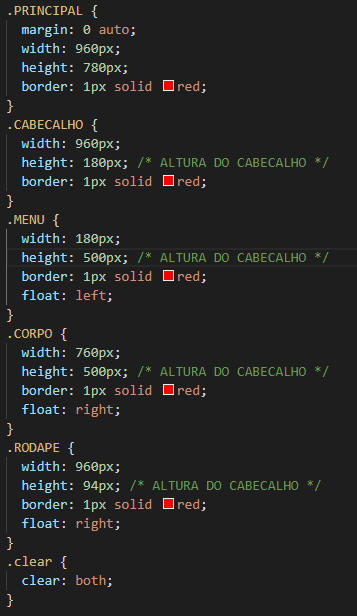 .PRINCIPAL {
  margin: 0 auto;
  width: 960px;
  height: 780px;
  border: 1px solid red;
}
.CABECALHO {
  width: 960px;
  height: 180px; /* ALTURA DO CABECALHO */
  border: 1px solid red;
}
.MENU {
  width: 180px;
  height: 500px; /* ALTURA DO CABECALHO */
  border: 1px solid red;
  float: left;
}
.CORPO {
  width: 760px;
  height: 500px; /* ALTURA DO CABECALHO */
  border: 1px solid red;
  float: right;
}
.RODAPE {
  width: 960px;
  height: 94px; /* ALTURA DO CABECALHO */
  border: 1px solid red;
  float: right;
}
.clear {
  clear: both;
}